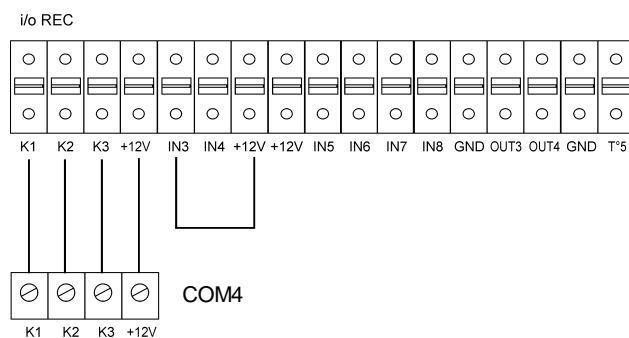 i/o REC
K1 K2 K3 +12V IN3 IN4 +12V +12V IN5 IN6 IN7 IN8 GND OUT3 OUT4 GND T°5
COM4
K1 K2 K3 +12V